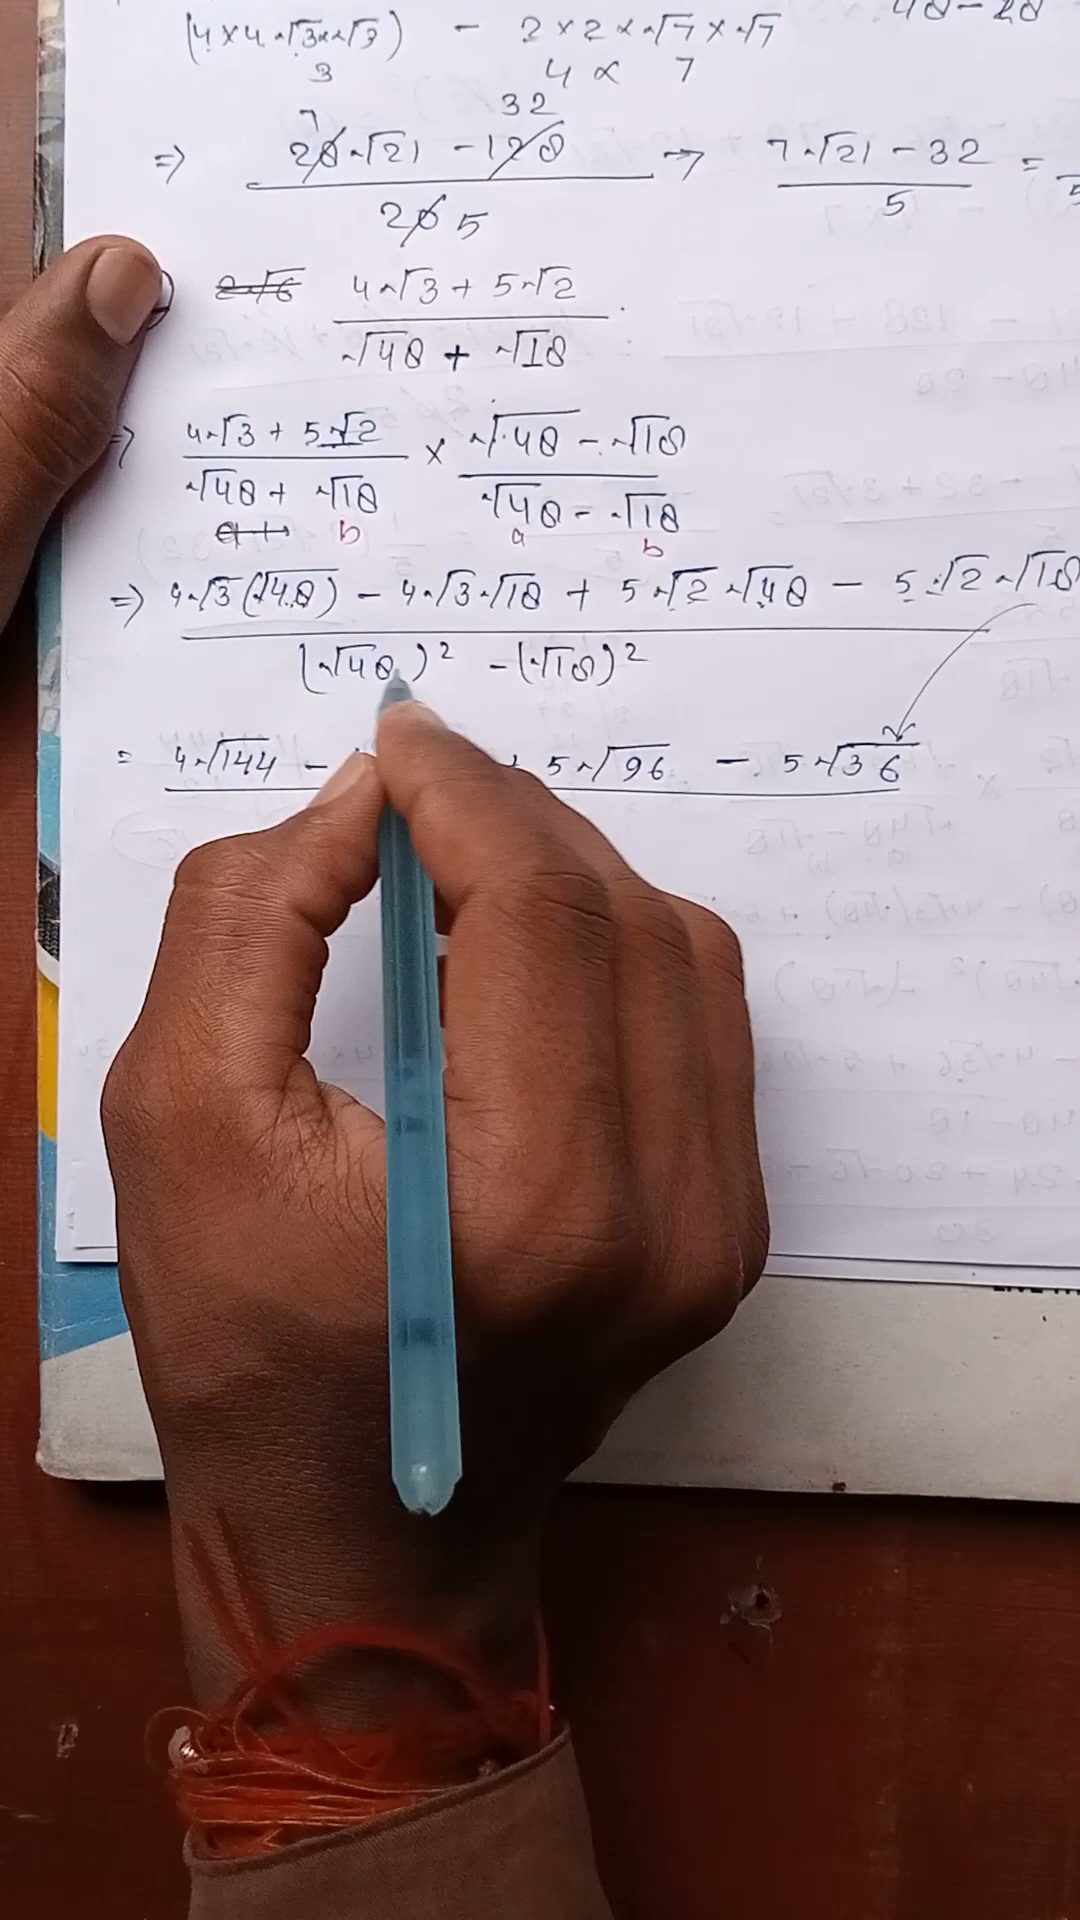 (4 × 4 √3 × √3) - 2 × 2 × √7 × √7
3 4 × 7
7 32
=> 28√21 - 128 / 20 5 → 7√21 - 32 / 5 =
2√6 4√3 + 5√2 / √48 + √18
=> 4√3 + 5√2 / √48 + √18 × √48 - √18 / √48 - √18
a + b a b
=> 4√3(√48) - 4√3√18 + 5√2√48 - 5√2√18
(√48)² - (√18)²
= 4√144 - + 5√96 - 5√36